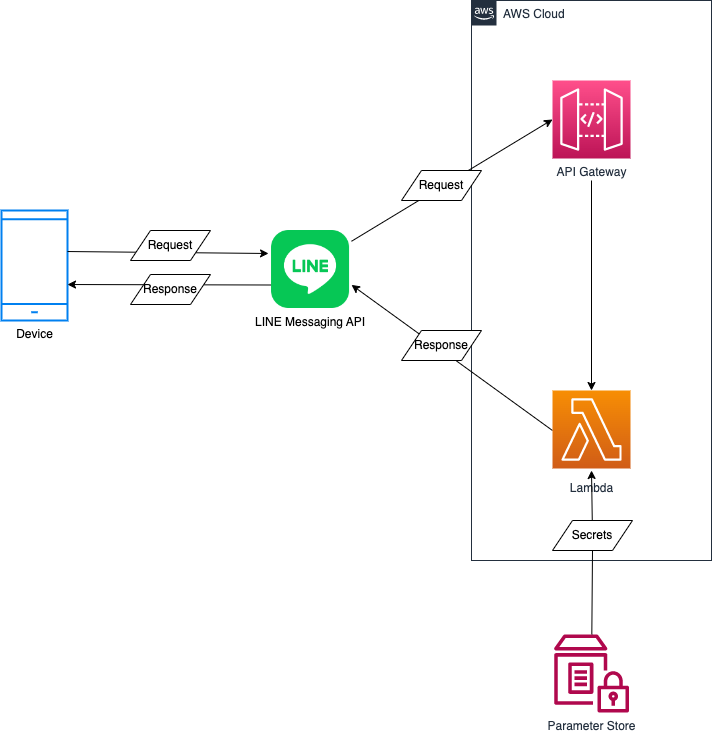 aws
AWS Cloud
</>
API Gateway
Request
Request
LINE
Response
Device
LINE Messaging API
Response
Lambda
Secrets
Parameter Store